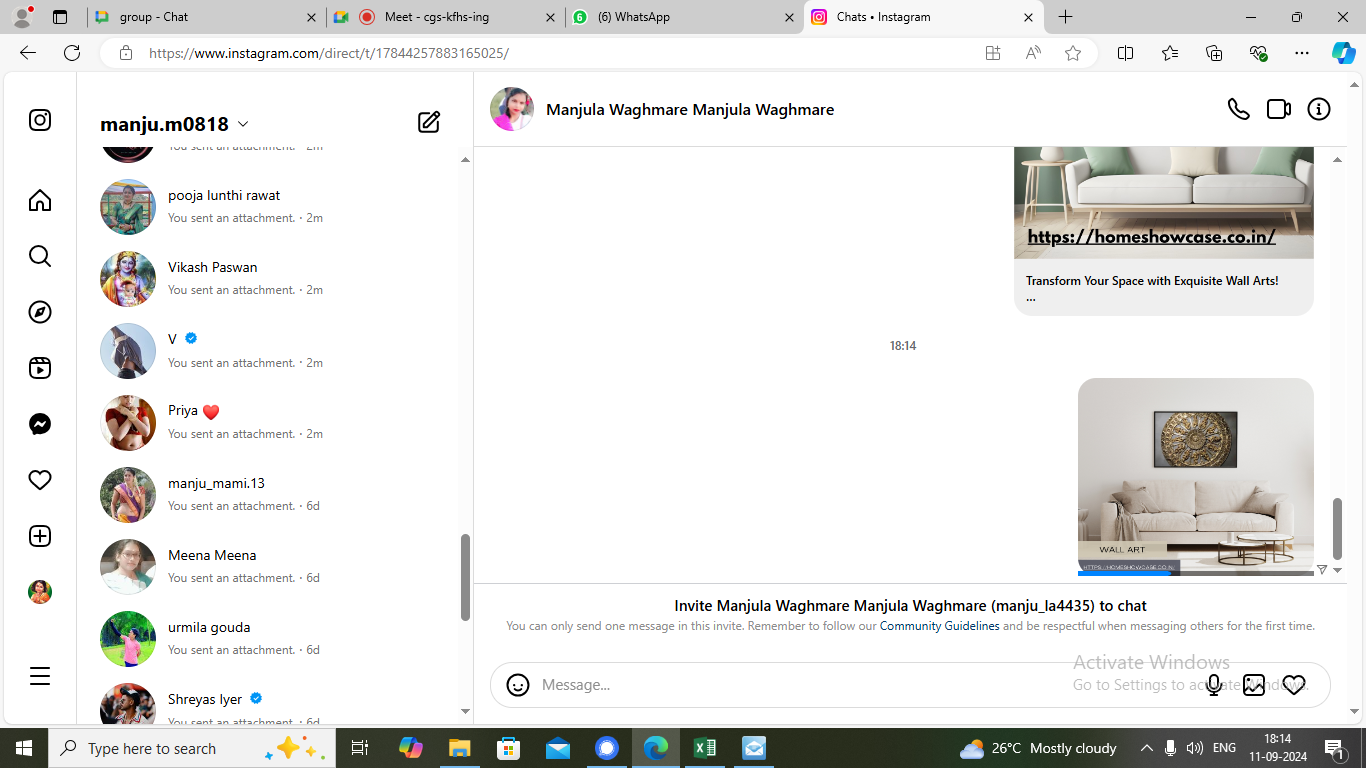 group - Chat
Meet - cgs-kfhs-ing
(6) WhatsApp
Chats • Instagram
https://www.instagram.com/direct/t/17844257883165025/
manju.m0818
You sent an attachment. · 2m
pooja lunthi rawat
You sent an attachment. · 2m
Vikash Paswan
You sent an attachment. · 2m
V
You sent an attachment. · 2m
Priya ❤️
You sent an attachment. · 2m
manju_mami.13
You sent an attachment. · 6d
Meena Meena
You sent an attachment. · 6d
urmila gouda
You sent an attachment. · 6d
Shreyas Iyer
You sent an attachment. · 6d
Manjula Waghmare Manjula Waghmare
https://homeshowcase.co.in/
Transform Your Space with Exquisite Wall Arts!
...
18:14
WALL ART
HTTPS://HOMESHOWCASE.CO.IN/
Invite Manjula Waghmare Manjula Waghmare (manju_la4435) to chat
You can only send one message in this invite. Remember to follow our Community Guidelines and be respectful when messaging others for the first time.
Message...
Activate Windows
Go to Settings to activate Windows.
Type here to search
26°C Mostly cloudy
ENG
18:14
11-09-2024
1